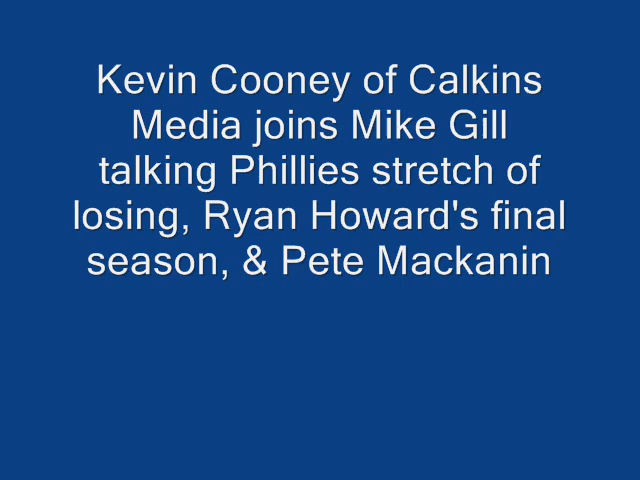 Kevin Cooney of Calkins
Media joins Mike Gill
talking Phillies stretch of
losing, Ryan Howard's final
season, & Pete Mackanin